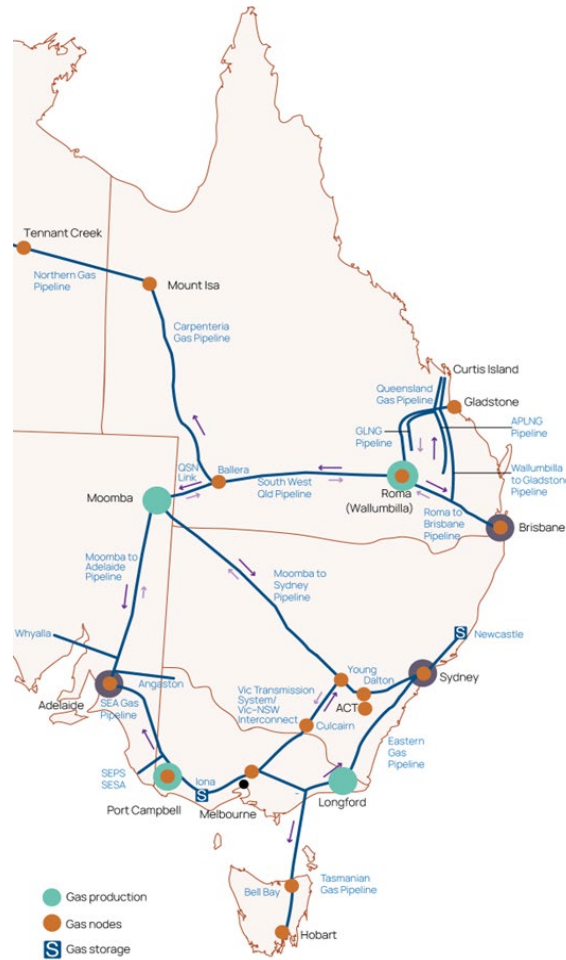 Tennant Creek
Northern Gas
Pipeline
Mount Isa
Carpenteria
Gas Pipeline
Curtis Island
Queensland
Gas Pipeline
Gladstone
GLNG
Pipeline
APLNG
Pipeline
QSN
Link
Ballera
South West
Qld Pipeline
Roma
(Wallumbilla)
Wallumbilla
to Gladstone
Pipeline
Roma to
Brisbane
Pipeline
Brisbane
Moomba
Moomba to
Adelaide
Pipeline
Moomba to
Sydney
Pipeline
Whyalla
Newcastle
S
Young
Dalton
Sydney
Angaston
Vic Transmission
System/
Vic-NSW
Interconnect
ACT
Adelaide
SEA Gas
Pipeline
Culcairn
Eastern
Gas
Pipeline
SEPS
SESA
Iona
S
Port Campbell
Melbourne
Longford
Bell Bay
Tasmanian
Gas Pipeline
Hobart
Gas production
Gas nodes
S Gas storage